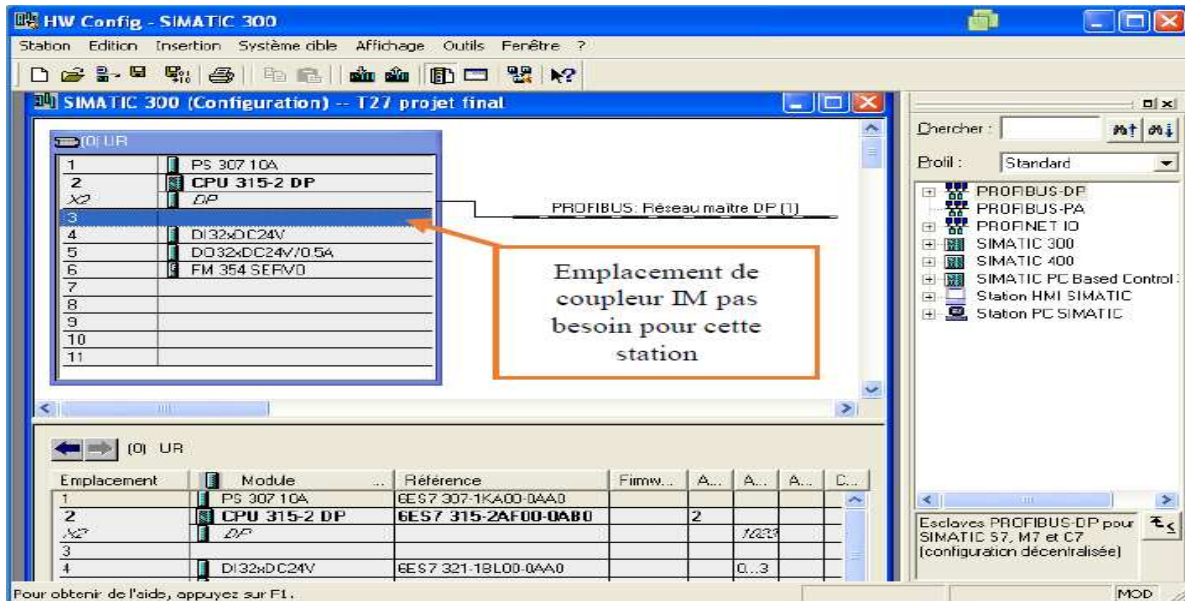 HW Config - SIMATIC 300
Station Edition Insertion Système cible Affichage Outils Fenêtre ?
SIMATIC 300 (Configuration) -- T27 projet final
(0) UR
1 PS 307 10A
2 CPU 315-2 DP
X2 DP
3
4 DI32xDC24V
5 DO32xDC24V/0.5A
6 FM 354 SERVO
7
8
9
10
11
PROFIBUS: Réseau maître DP (1)
Emplacement de
coupleur IM pas
besoin pour cette
station
Chercher :
Profil : Standard
PROFIBUS-DP
PROFIBUS-PA
PROFINET IO
SIMATIC 300
SIMATIC 400
SIMATIC PC Based Control
Station HMI SIMATIC
Station PC SIMATIC
(0) UR
Emplacement Module ... Référence Firmw... A... A... A... C...
1 PS 307 10A 6ES7 307-1KA00-0AA0
2 CPU 315-2 DP 6ES7 315-2AF00-0AB0 2
X2 DP 1023
3
4 DI32xDC24V 6ES7 321-1BL00-0AA0 0...3
Esclaves PROFIBUS-DP pour
SIMATIC S7, M7 et C7
(configuration décentralisée)
Pour obtenir de l'aide, appuyez sur F1.
MOD